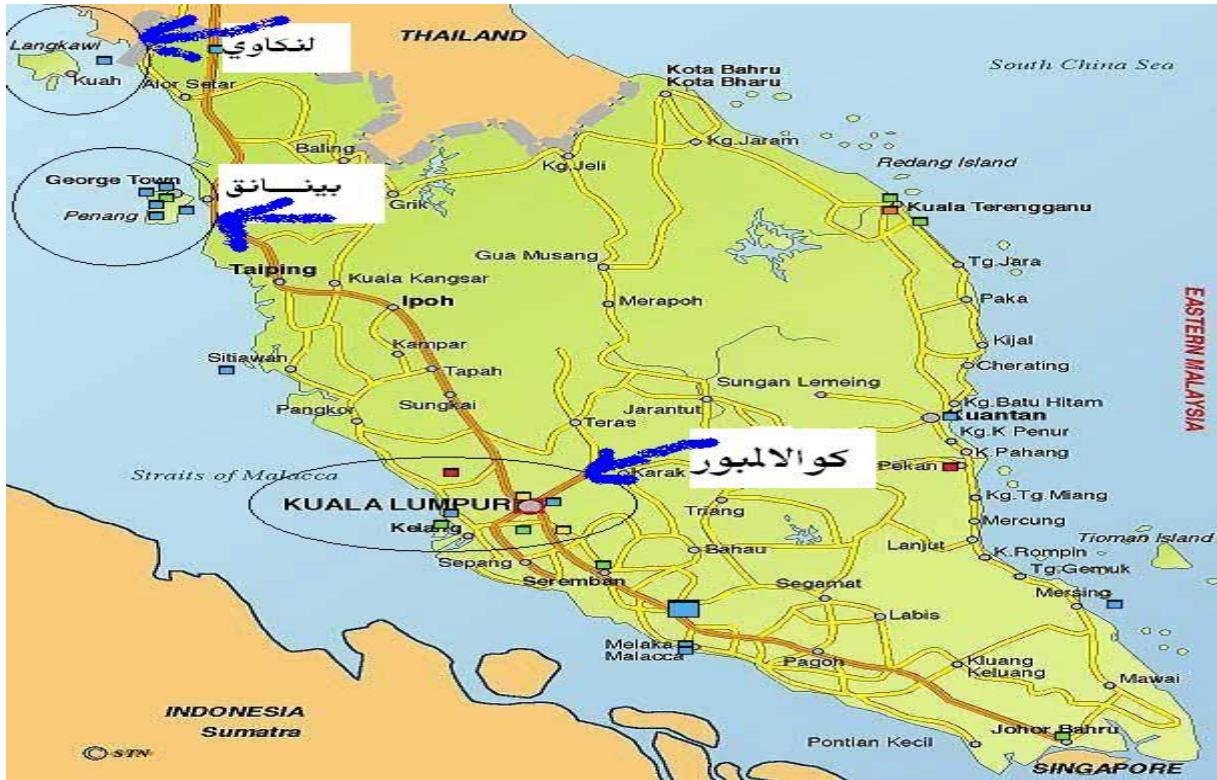 THAILAND
لنكاوي
Langkawi
Kuah
Alor Setar
Kota Bahru
Kota Bharu
South China Sea
Baling
Kg.Jeli
Kg.Jaram
Redang Island
George Town
بينـــانق
Penang
Grik
Kuala Terengganu
Gua Musang
Taiping
Kuala Kangsar
Tg.Jara
Ipoh
Merapoh
Paka
EASTERN MALAYSIA
Kampar
Kijal
Sitiawan
Tapah
Cherating
Sungan Lemeing
Sungkai
Jarantut
Kg.Batu Hitam
Pangkor
Teras
Kuantan
Kg.K Penur
كوالالمبور
K.Pahang
Straits of Malacca
Karak
Pekan
KUALA LUMPUR
Kg.Tg.Miang
Triang
Kelang
Mercung
Lanjut
Tioman Island
Bahau
K.Rompin
Sepang
Seremban
Tg.Gemuk
Segamat
Mersing
Labis
Melaka
Malacca
Pagoh
Kluang
Keluang
Mawai
INDONESIA
Sumatra
Johor Bahru
Pontian Kecil
© STN
SINGAPORE